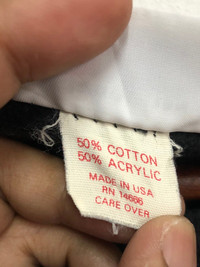 50% COTTON
50% ACRYLIC
MADE IN USA
RN 14666
CARE OVER